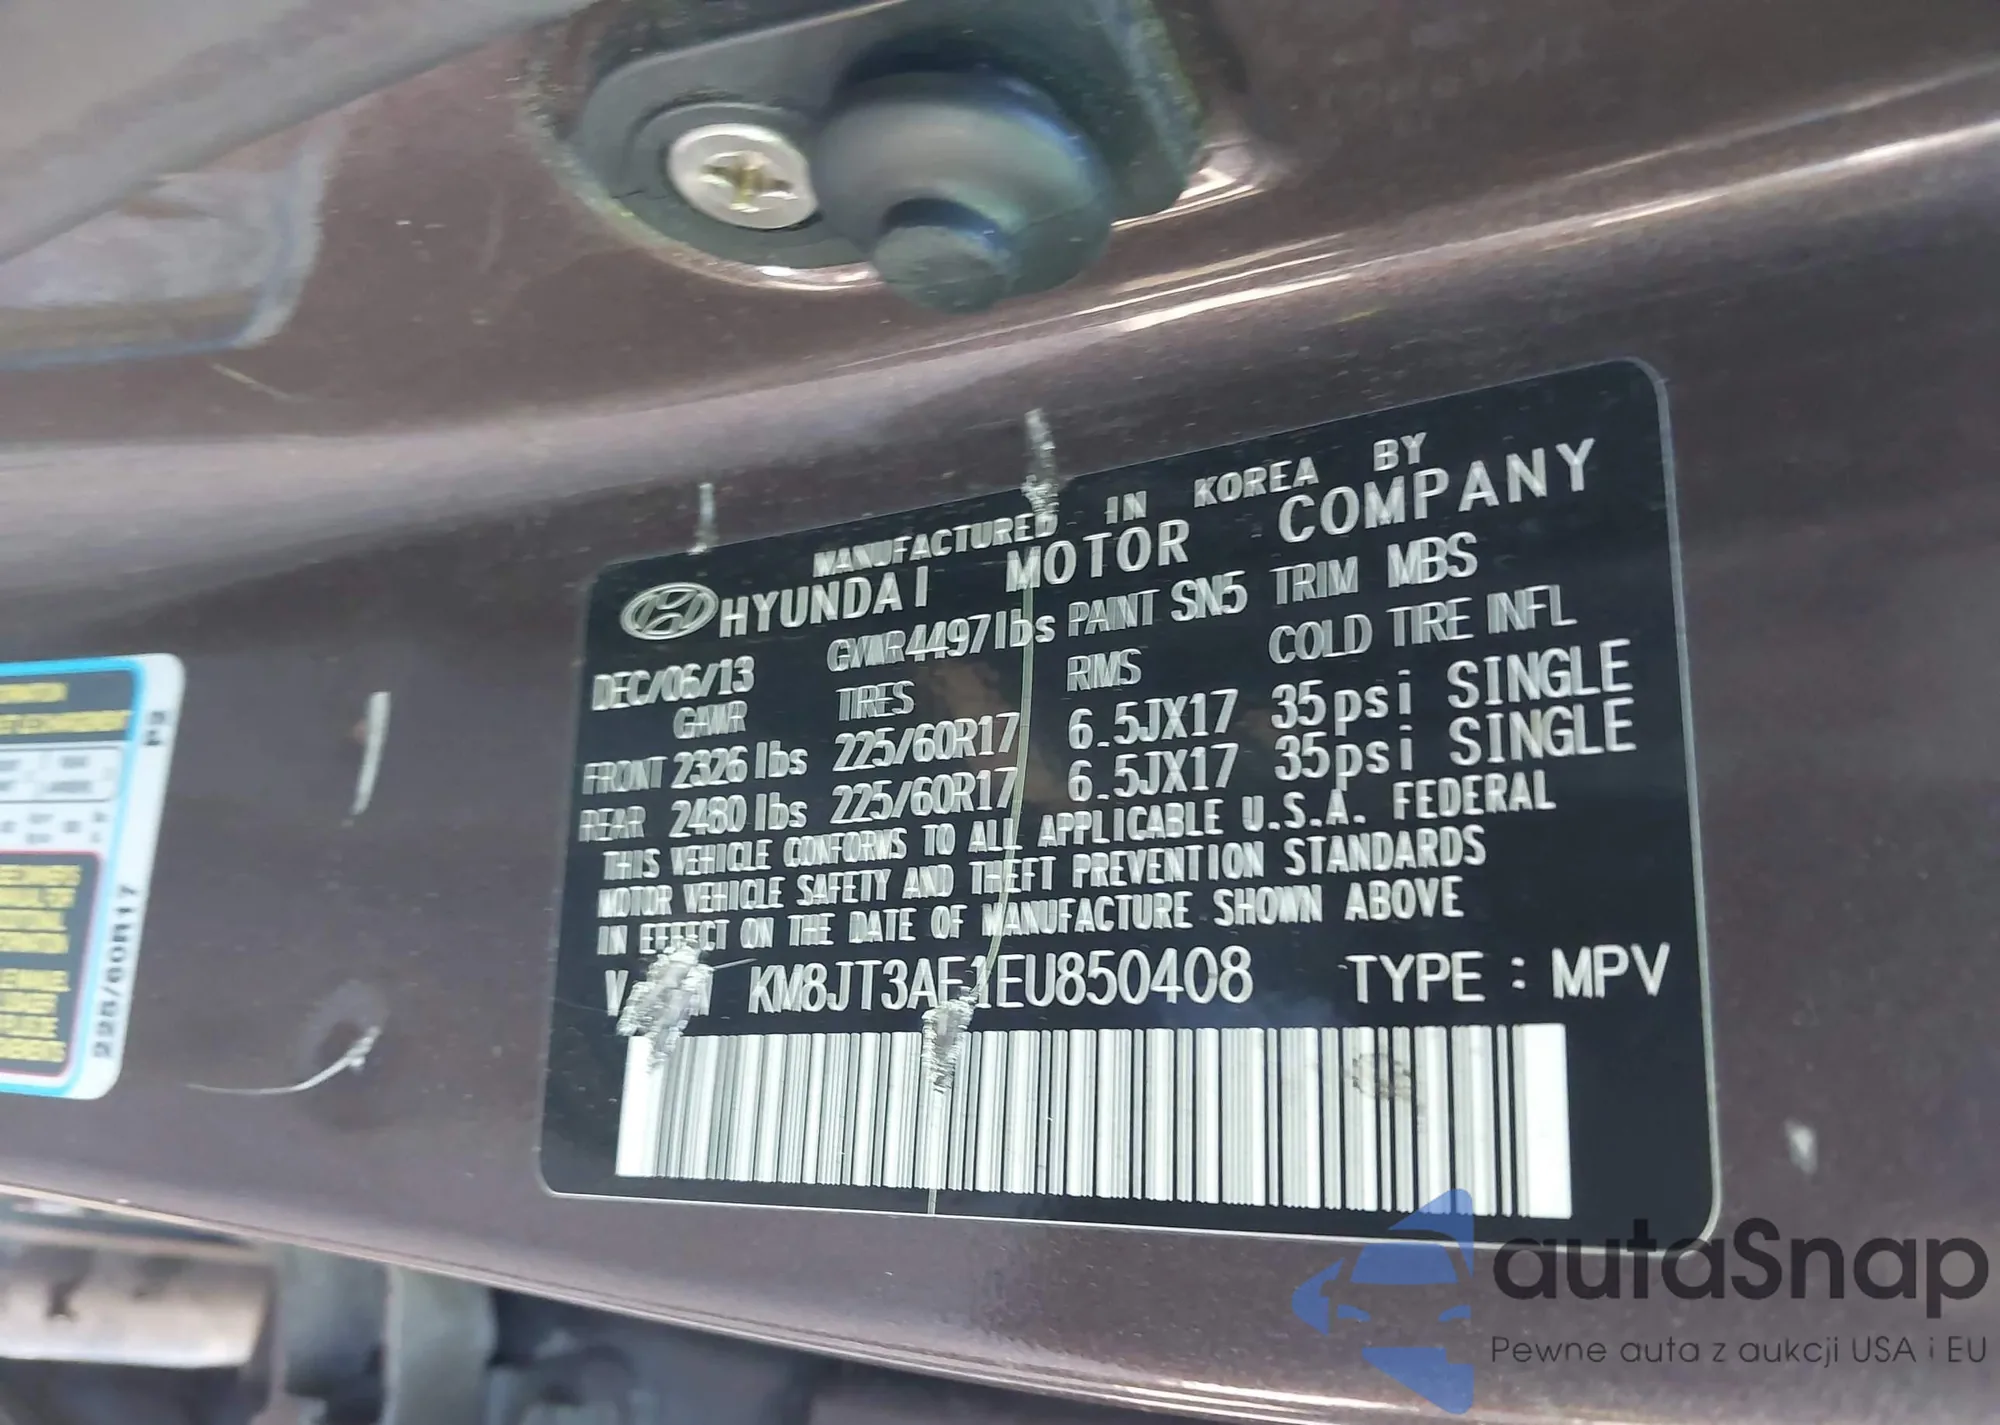 MANUFACTURED IN KOREA BY
HYUNDAI MOTOR COMPANY
DEC/06/13 GVWR4497lbs PAINT SN5 TRIM MBS
GAWR TIRES RIMS COLD TIRE INFL
FRONT 2326 lbs 225/60R17 6.5JX17 35psi SINGLE
REAR 2480 lbs 225/60R17 6.5JX17 35psi SINGLE
THIS VEHICLE CONFORMS TO ALL APPLICABLE U.S.A. FEDERAL
MOTOR VEHICLE SAFETY AND THEFT PREVENTION STANDARDS
IN EFFECT ON THE DATE OF MANUFACTURE SHOWN ABOVE
KM8JT3AF1EU850408 TYPE : MPV
225/60R17
autaSnap
Pewne auta z aukcji USA i EU